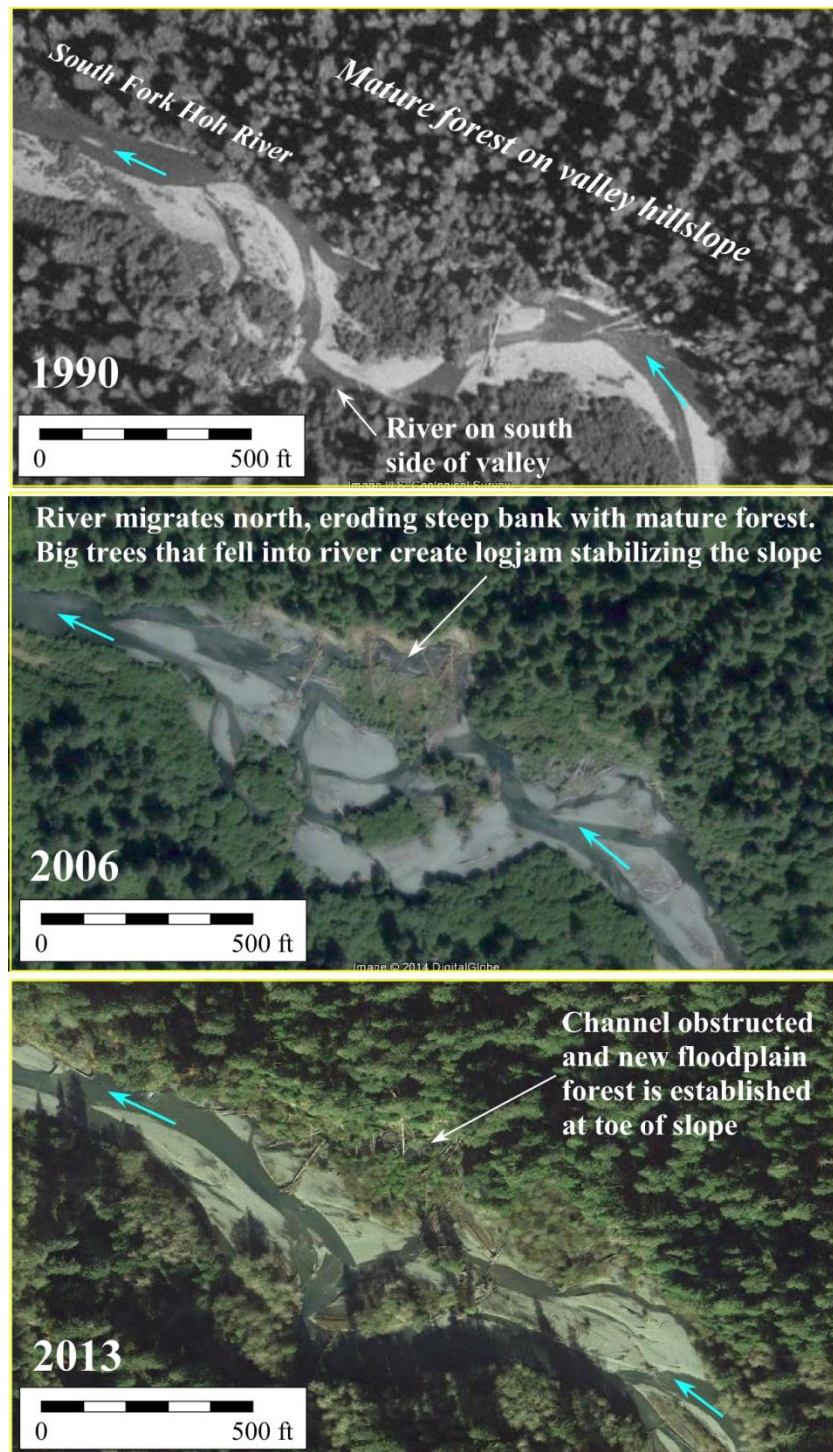 South Fork Hoh River
Mature forest on valley hillslope
1990
River on south
side of valley
0 500 ft
Image U.S. Geological Survey
River migrates north, eroding steep bank with mature forest.
Big trees that fell into river create logjam stabilizing the slope
2006
0 500 ft
Image © 2014 DigitalGlobe
Channel obstructed
and new floodplain
forest is established
at toe of slope
2013
0 500 ft